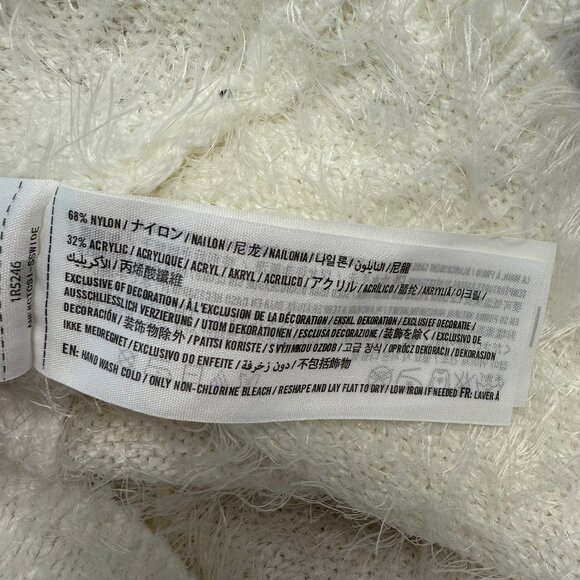 68% NYLON / ナイロン / NAILON / 尼龙 / NAILONIA / 나일론 / النايلون / 尼龍
32% ACRYLIC / ACRYLIQUE / ACRYL / AKRYL / ACRILICO / アクリル / ACRÍLICO / 腈纶 / AKRYYLIÄ / 아크릴 /
الأكريليك / 丙烯酸纖維
EXCLUSIVE OF DECORATION / À L'EXCLUSION DE LA DÉCORATION / EKSKL. DEKORATION / EXCLUSIEF DECORATIE /
AUSSCHLIESSLICH VERZIERUNG / UTOM DEKORATIONEN / ESCLUSA DECORAZIONE / 装飾を除く / EXCLUSIVO DE
DECORACIÓN / 装饰物除外 / PAITSI KORISTE / S VÝJIMKOU OZDOB / 고급 장식 / OPRÓCZ DEKORACJI / DEKORASJON
IKKE MEDREGNET / EXCLUSIVO DO ENFEITE / دون زخرفة / 不包括飾物
EN: HAND WASH COLD / ONLY NON-CHLORINE BLEACH / RESHAPE AND LAY FLAT TO DRY / LOW IRON IF NEEDED FR: LAVER À
1R5246